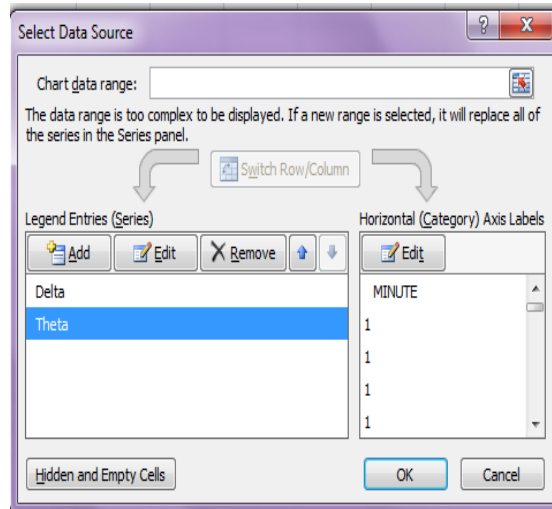 Select Data Source
? X
Chart data range:
The data range is too complex to be displayed. If a new range is selected, it will replace all of
the series in the Series panel.
Switch Row/Column
Legend Entries (Series)
Horizontal (Category) Axis Labels
Add Edit Remove
Edit
Delta
Theta
MINUTE
1
1
1
1
Hidden and Empty Cells
OK Cancel